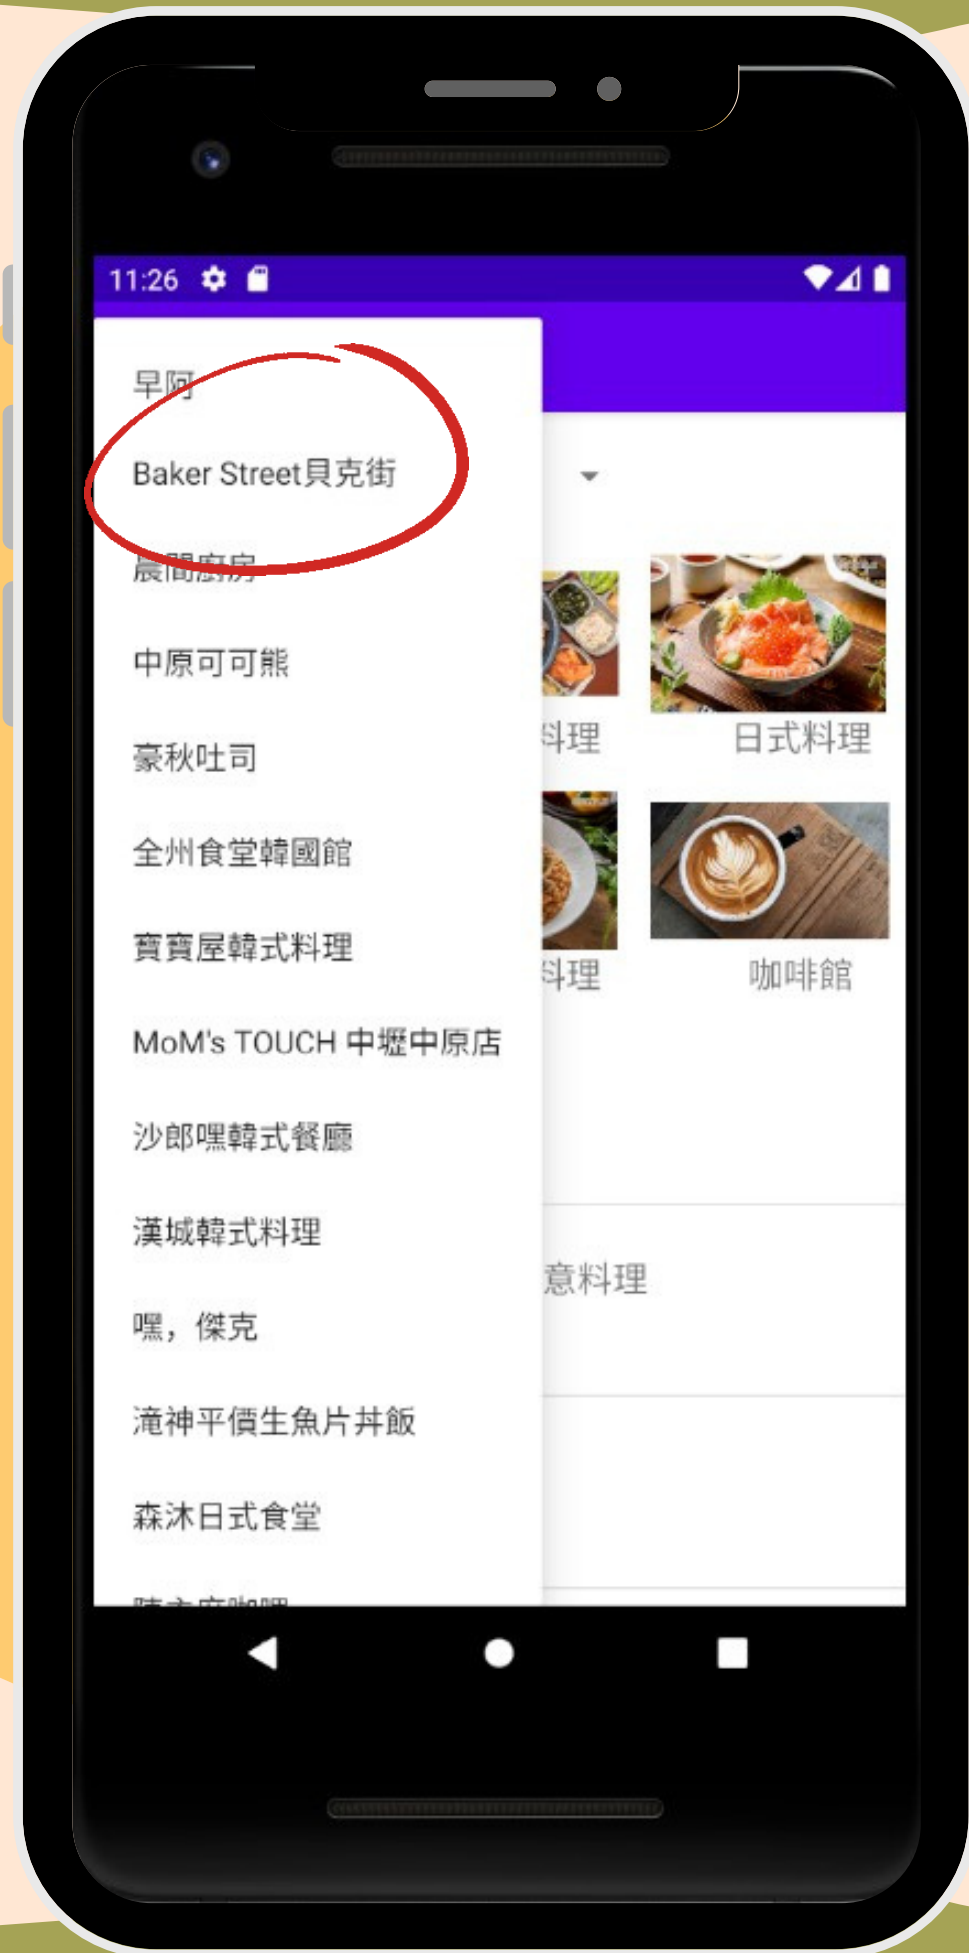 11:26
早阿
Baker Street貝克街
晨間廚房
中原可可熊
豪秋吐司
全州食堂韓國館
寶寶屋韓式料理
MoM's TOUCH 中壢中原店
沙郎嘿韓式餐廳
漢城韓式料理
嘿，傑克
滝神平價生魚片丼飯
森沐日式食堂
料理
日式料理
料理
咖啡館
意料理